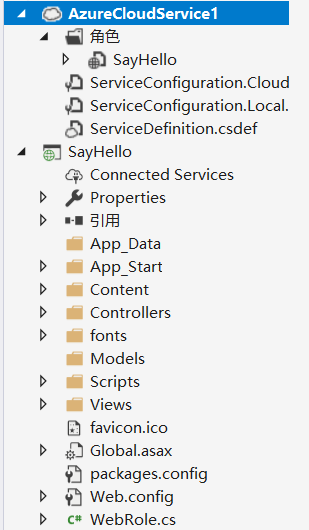 AzureCloudService1
角色
SayHello
ServiceConfiguration.Cloud
ServiceConfiguration.Local.
ServiceDefinition.csdef
SayHello
Connected Services
Properties
引用
App_Data
App_Start
Content
Controllers
fonts
Models
Scripts
Views
favicon.ico
Global.asax
packages.config
Web.config
C# WebRole.cs